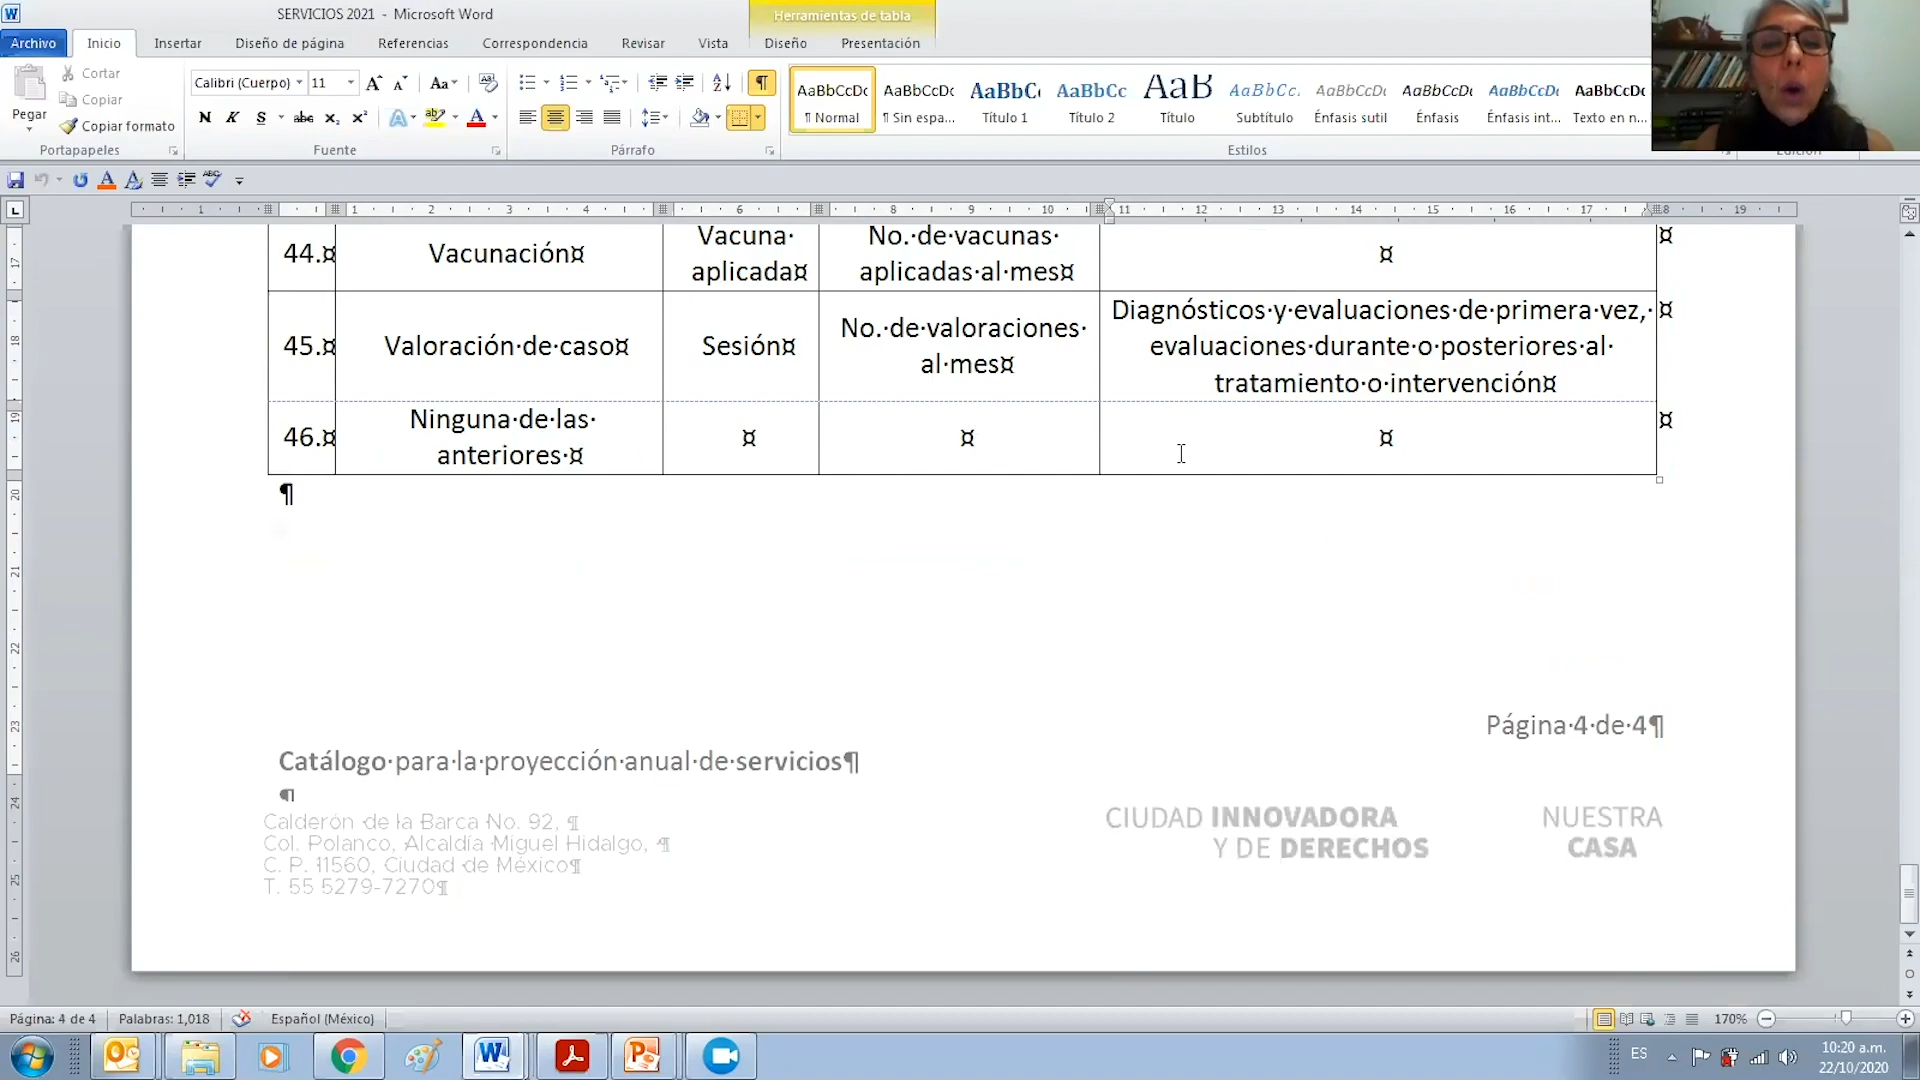 SERVICIOS 2021 - Microsoft Word
Herramientas de tabla
Archivo Inicio Insertar Diseño de página Referencias Correspondencia Revisar Vista Diseño Presentación
Pegar
Cortar
Copiar
Copiar formato
Portapapeles
Calibri (Cuerpo) 11
Fuente
Párrafo
AaBbCcDc AaBbCcDc AaBbC AaBbCc AaB AaBbCc. AaBbCcDc AaBbCcDc AaBbCcDc AaBbCcDc
¶ Normal ¶ Sin espa... Título 1 Título 2 Título Subtítulo Énfasis sutil Énfasis Énfasis int... Texto en n...
Estilos
44.¤ Vacunación¤ Vacuna· aplicada¤ No.·de·vacunas· aplicadas·al·mes¤ ¤ ¤
45.¤ Valoración·de·caso¤ Sesión¤ No.·de·valoraciones· al·mes¤ Diagnósticos·y·evaluaciones·de·primera·vez,· ¤
evaluaciones·durante·o·posteriores·al·
tratamiento·o·intervención¤
46.¤ Ninguna·de·las· anteriores·¤ ¤ ¤ ¤ ¤
¶
Página·4·de·4¶
Catálogo·para·la·proyección·anual·de·servicios¶
¶
Calderón de la Barca No. 92, ¶
Col. Polanco, Alcaldía Miguel Hidalgo, ¶
C. P. 11560, Ciudad de México¶
T. 55 5279-7270¶
CIUDAD INNOVADORA
Y DE DERECHOS
NUESTRA
CASA
Página: 4 de 4 Palabras: 1,018 Español (México) 170%
ES
10:20 a.m.
22/10/2020